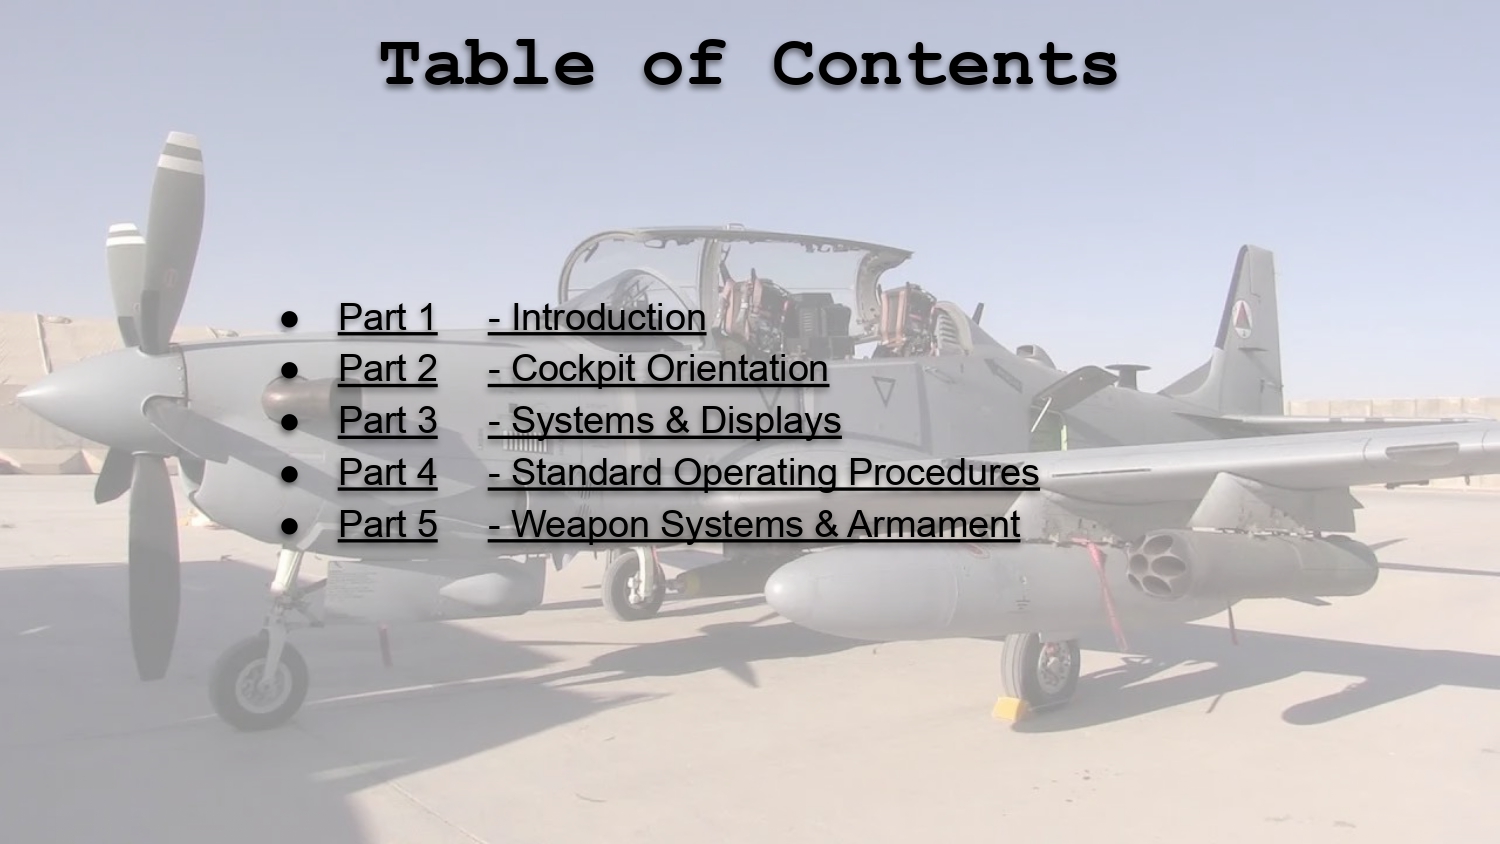 Table of Contents
● Part 1 - Introduction
● Part 2 - Cockpit Orientation
● Part 3 - Systems & Displays
● Part 4 - Standard Operating Procedures
● Part 5 - Weapon Systems & Armament